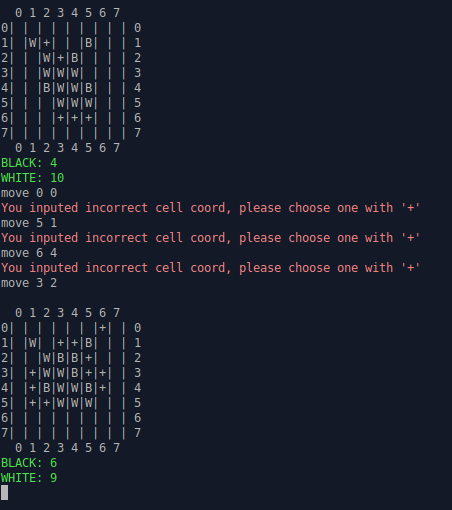 0 1 2 3 4 5 6 7
0| | | | | | | | | 0
1| |W|+| | |B| | | 1
2| | |W|+|B| | | | 2
3| | |W|W|W| | | | 3
4| | |B|W|W|B| | | 4
5| | | |W|W|W| | | 5
6| | | |+|+|+| | | 6
7| | | | | | | | | 7
  0 1 2 3 4 5 6 7
BLACK: 4
WHITE: 10
move 0 0
You inputed incorrect cell coord, please choose one with '+'
move 5 1
You inputed incorrect cell coord, please choose one with '+'
move 6 4
You inputed incorrect cell coord, please choose one with '+'
move 3 2
  0 1 2 3 4 5 6 7
0| | | | | | |+| | 0
1| |W| |+|+|B| | | 1
2| | |W|B|B|+| | | 2
3| |+|W|W|B|+|+| | 3
4| |+|B|W|W|B|+| | 4
5| |+|+|W|W|W| | | 5
6| | | | | | | | | 6
7| | | | | | | | | 7
  0 1 2 3 4 5 6 7
BLACK: 6
WHITE: 9